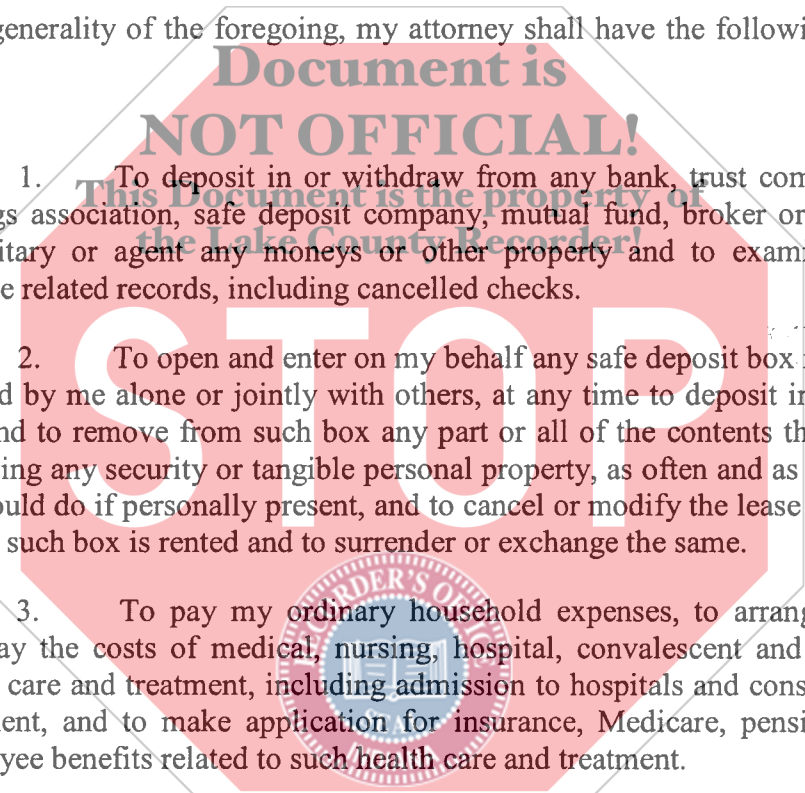 generality of the foregoing, my attorney shall have the followi
Document is
NOT OFFICIAL!
1. To deposit in or withdraw from any bank, trust com
This Document is the property of
gs association, safe deposit company, mutual fund, broker or
the Lake County Recorder!
itary or agent any moneys or other property and to exami
e related records, including cancelled checks.
STOP
2. To open and enter on my behalf any safe deposit box
d by me alone or jointly with others, at any time to deposit in
nd to remove from such box any part or all of the contents th
ing any security or tangible personal property, as often and as
ould do if personally present, and to cancel or modify the lease
such box is rented and to surrender or exchange the same.
3. To pay my ordinary household expenses, to arrang
ay the costs of medical, nursing, hospital, convalescent and
care and treatment, including admission to hospitals and cons
ent, and to make application for insurance, Medicare, pensi
yee benefits related to such health care and treatment.
RECORDER'S OFFICE
SEAL